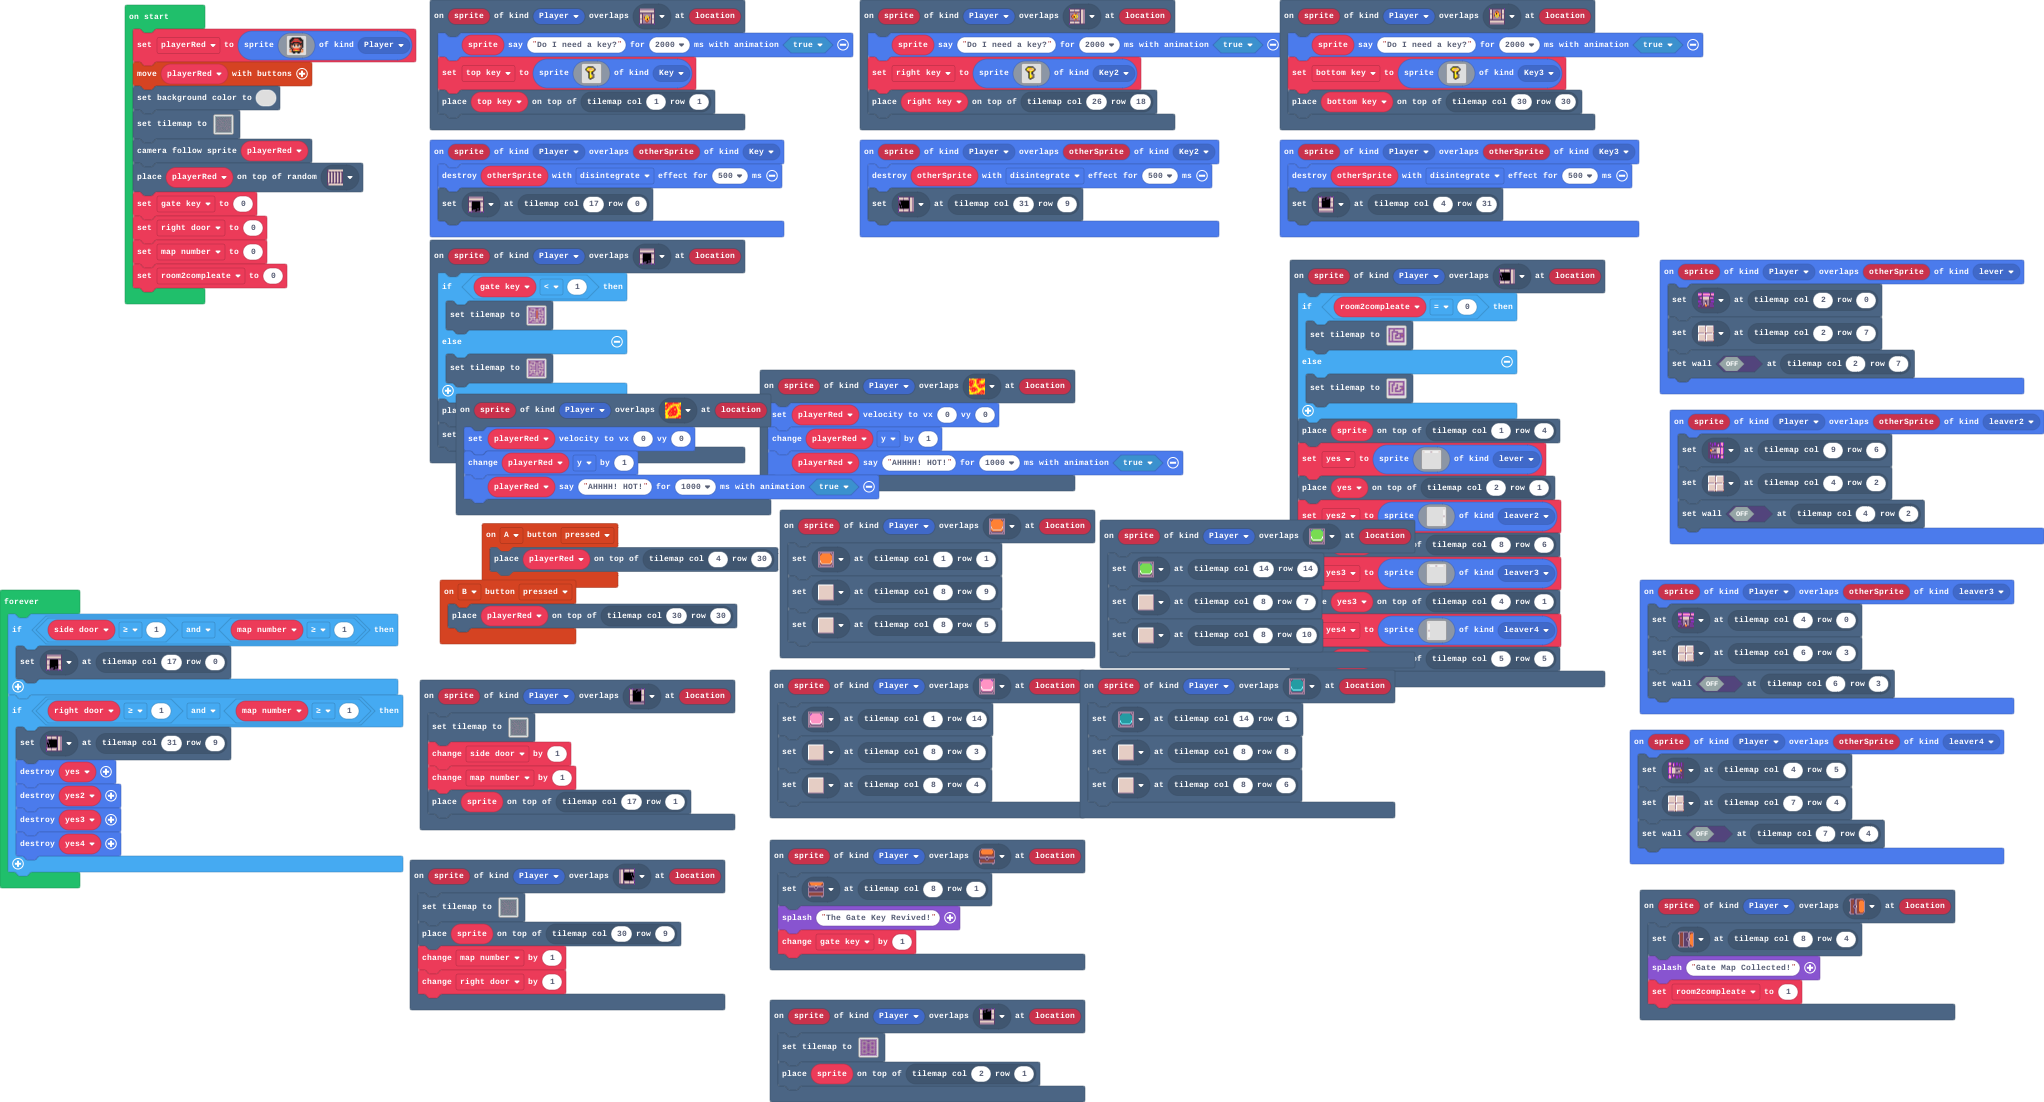 on start
set playerRed to sprite of kind Player
move playerRed with buttons
set background color to
set tilemap to
camera follow sprite playerRed
place playerRed on top of random
set gate key to 0
set right door to 0
set map number to 0
set room2compleate to 0
on sprite of kind Player overlaps at location
sprite say "Do I need a key?" for 2000 ms with animation true
set top key to sprite of kind Key
place top key on top of tilemap col 1 row 1
on sprite of kind Player overlaps at location
sprite say "Do I need a key?" for 2000 ms with animation true
set right key to sprite of kind Key2
place right key on top of tilemap col 26 row 18
on sprite of kind Player overlaps at location
sprite say "Do I need a key?" for 2000 ms with animation true
set bottom key to sprite of kind Key3
place bottom key on top of tilemap col 30 row 30
on sprite of kind Player overlaps otherSprite of kind Key
destroy otherSprite with disintegrate effect for 500 ms
set at tilemap col 17 row 0
on sprite of kind Player overlaps otherSprite of kind Key2
destroy otherSprite with disintegrate effect for 500 ms
set at tilemap col 31 row 9
on sprite of kind Player overlaps otherSprite of kind Key3
destroy otherSprite with disintegrate effect for 500 ms
set at tilemap col 4 row 31
on sprite of kind Player overlaps at location
if gate key < 1 then
set tilemap to
else
set tilemap to
pla
set
on sprite of kind Player overlaps at location
set playerRed velocity to vx 0 vy 0
change playerRed y by 1
playerRed say "AHHHH! HOT!" for 1000 ms with animation true
on sprite of kind Player overlaps at location
set playerRed velocity to vx 0 vy 0
change playerRed y by 1
playerRed say "AHHHH! HOT!" for 1000 ms with animation true
on sprite of kind Player overlaps at location
if room2compleate = 0 then
set tilemap to
else
set tilemap to
place sprite on top of tilemap col 1 row 4
set yes to sprite of kind lever
place yes on top of tilemap col 2 row 1
set yes2 to sprite of kind leaver2
of tilemap col 8 row 6
yes3 to sprite of kind leaver3
e yes3 on top of tilemap col 4 row 1
yes4 to sprite of kind leaver4
of tilemap col 5 row 5
on sprite of kind Player overlaps otherSprite of kind lever
set at tilemap col 2 row 0
set at tilemap col 2 row 7
set wall OFF at tilemap col 2 row 7
on sprite of kind Player overlaps otherSprite of kind leaver2
set at tilemap col 9 row 6
set at tilemap col 4 row 2
set wall OFF at tilemap col 4 row 2
on sprite of kind Player overlaps otherSprite of kind leaver3
set at tilemap col 4 row 0
set at tilemap col 6 row 3
set wall OFF at tilemap col 6 row 3
on sprite of kind Player overlaps otherSprite of kind leaver4
set at tilemap col 4 row 5
set at tilemap col 7 row 4
set wall OFF at tilemap col 7 row 4
on sprite of kind Player overlaps at location
set at tilemap col 8 row 4
splash "Gate Map Collected!"
set room2compleate to 1
on A button pressed
place playerRed on top of tilemap col 4 row 30
on B button pressed
place playerRed on top of tilemap col 30 row 30
on sprite of kind Player overlaps at location
set at tilemap col 1 row 1
set at tilemap col 8 row 9
set at tilemap col 8 row 5
on sprite of kind Player overlaps at location
set at tilemap col 14 row 14
set at tilemap col 8 row 7
set at tilemap col 8 row 10
on sprite of kind Player overlaps at location
set at tilemap col 1 row 14
set at tilemap col 8 row 3
set at tilemap col 8 row 4
on sprite of kind Player overlaps at location
set at tilemap col 14 row 1
set at tilemap col 8 row 8
set at tilemap col 8 row 6
forever
if side door ≥ 1 and map number ≥ 1 then
set at tilemap col 17 row 0
if right door ≥ 1 and map number ≥ 1 then
set at tilemap col 31 row 9
destroy yes
destroy yes2
destroy yes3
destroy yes4
on sprite of kind Player overlaps at location
set tilemap to
change side door by 1
change map number by 1
place sprite on top of tilemap col 17 row 1
on sprite of kind Player overlaps at location
set tilemap to
place sprite on top of tilemap col 30 row 9
change map number by 1
change right door by 1
on sprite of kind Player overlaps at location
set at tilemap col 8 row 1
splash "The Gate Key Revived!"
change gate key by 1
on sprite of kind Player overlaps at location
set tilemap to
place sprite on top of tilemap col 2 row 1